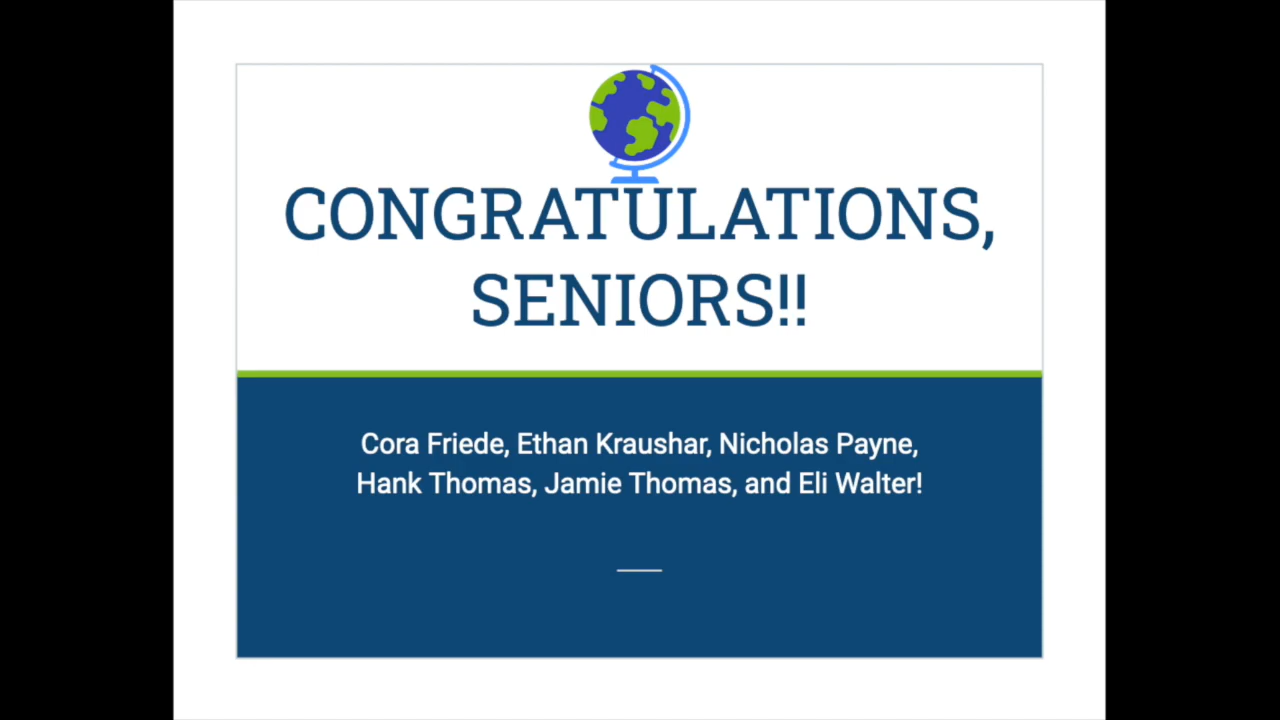 CONGRATULATIONS,
SENIORS!!
Cora Friede, Ethan Kraushar, Nicholas Payne,
Hank Thomas, Jamie Thomas, and Eli Walter!